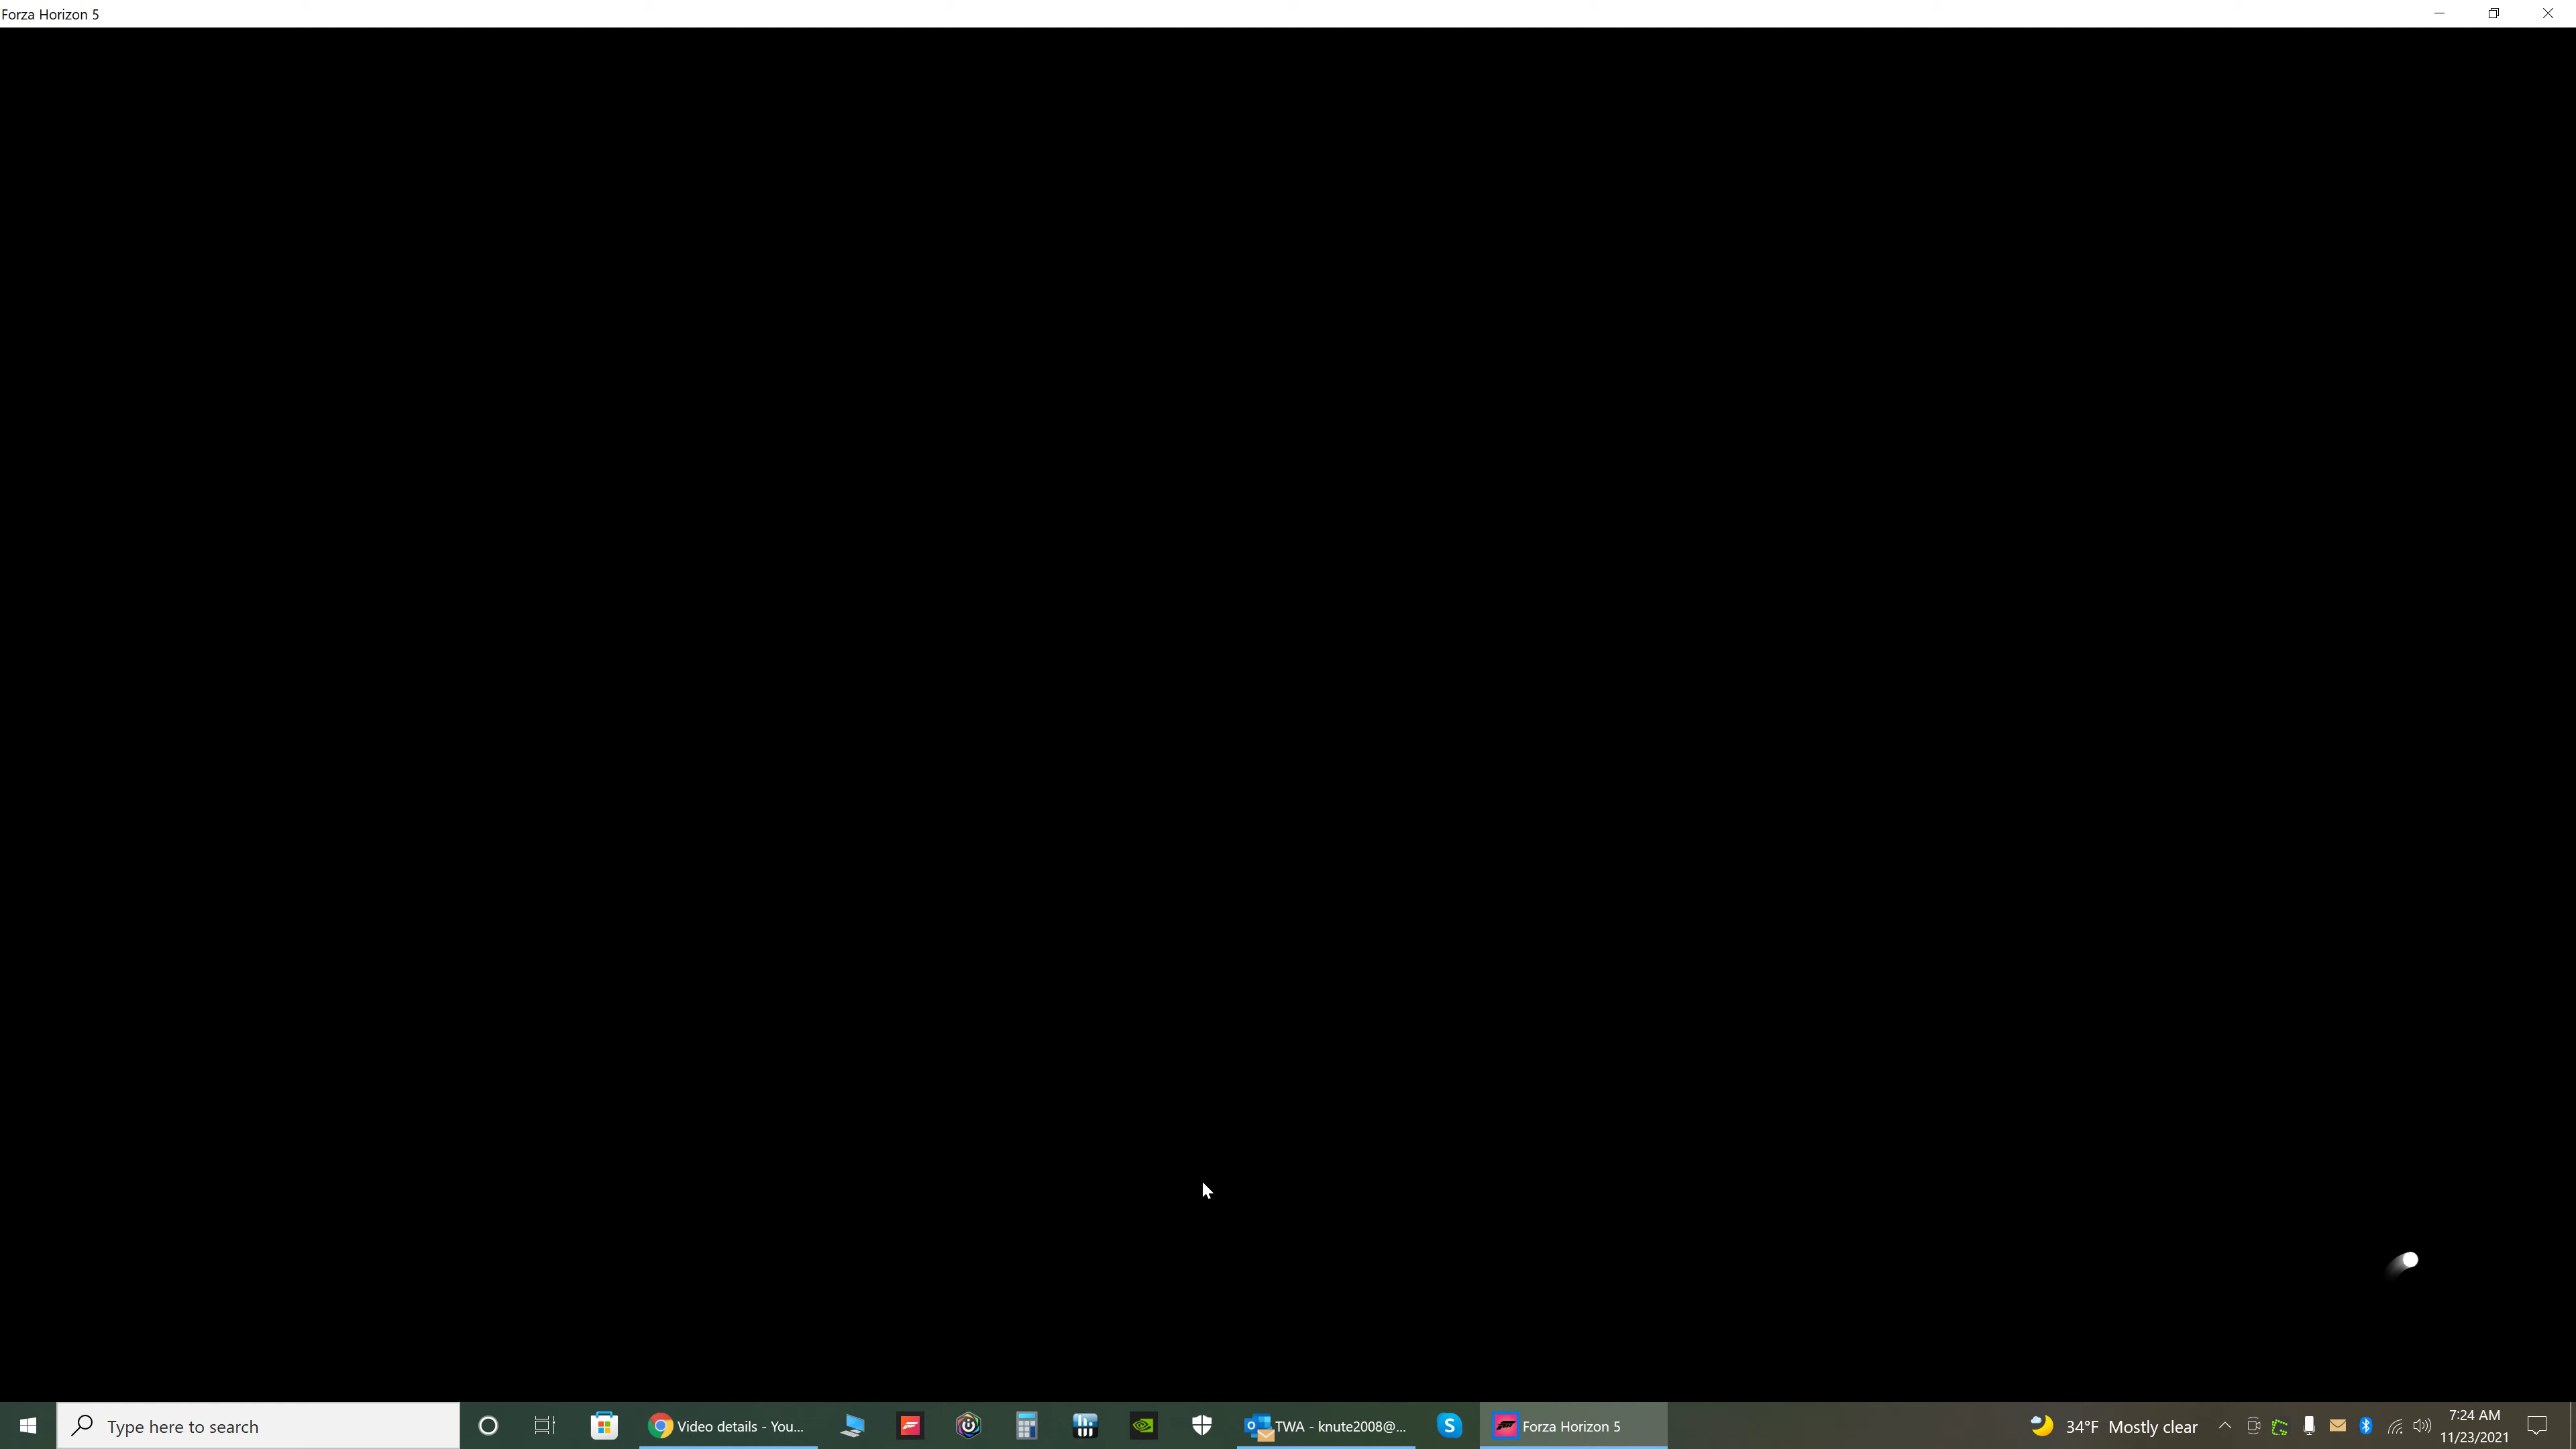 Forza Horizon 5
Type here to search
Video details - You...
TWA - knute2008@...
S
Forza Horizon 5
34°F Mostly clear
7:24 AM
11/23/2021